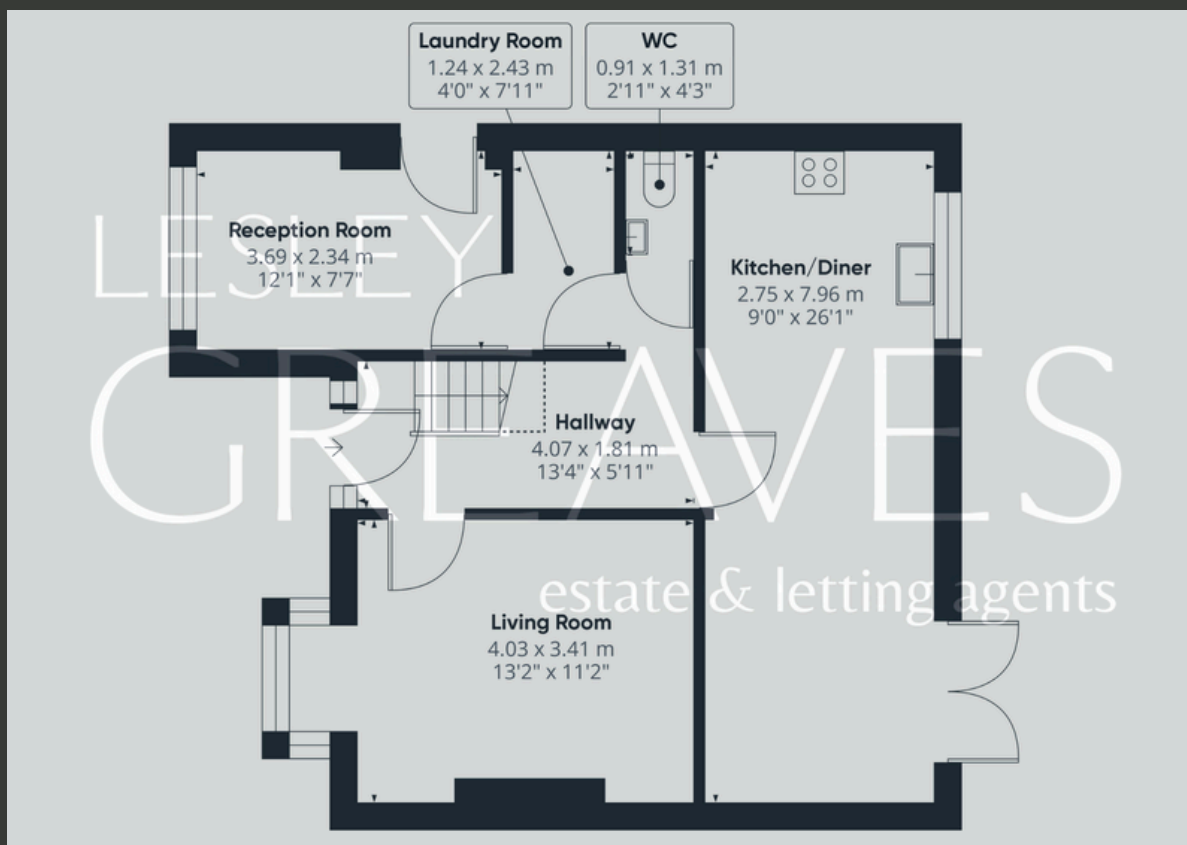 Laundry Room
1.24 x 2.43 m
4'0" x 7'11"
WC
0.91 x 1.31 m
2'11" x 4'3"
LESLEY
Reception Room
3.69 x 2.34 m
12'1" x 7'7"
Kitchen/Diner
2.75 x 7.96 m
9'0" x 26'1"
GREAVES
Hallway
4.07 x 1.81 m
13'4" x 5'11"
estate & letting agents
Living Room
4.03 x 3.41 m
13'2" x 11'2"